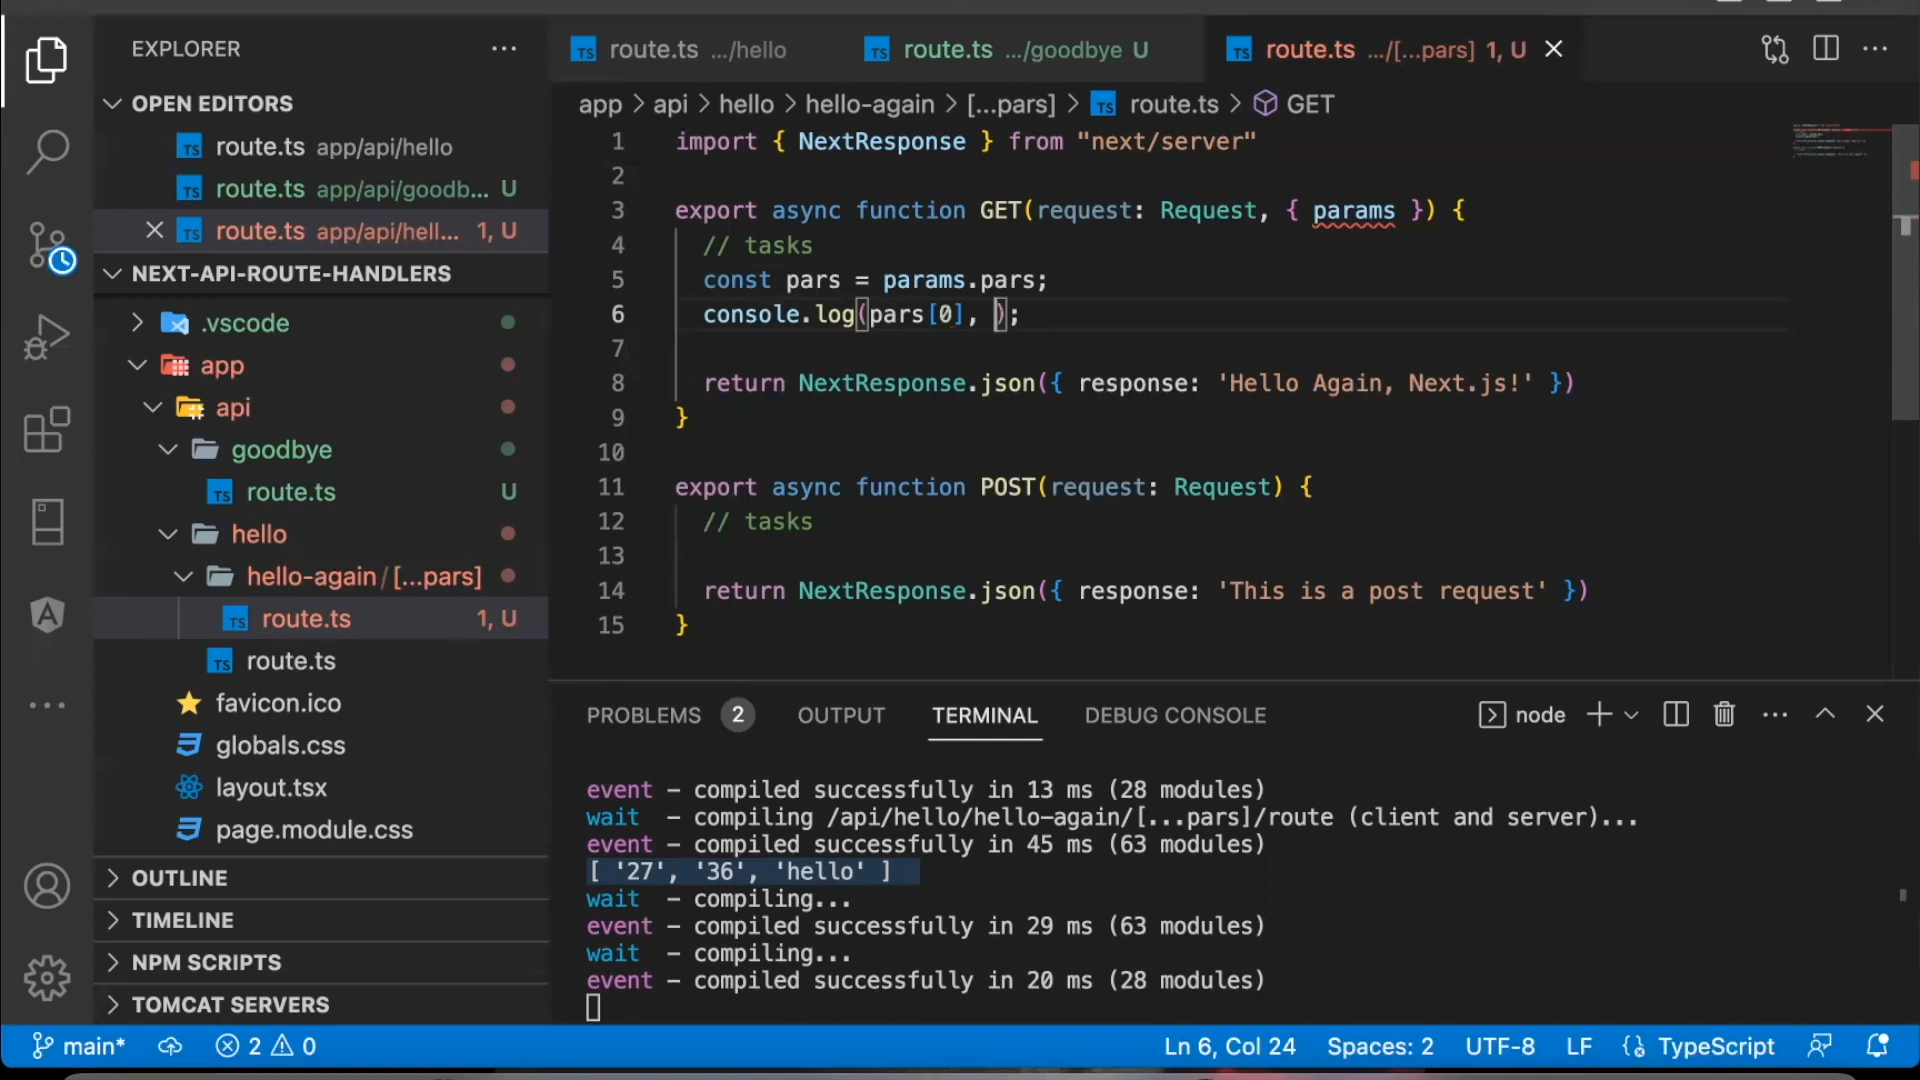 EXPLORER
OPEN EDITORS
route.ts app/api/hello
route.ts app/api/goodb... U
route.ts app/api/hell... 1, U
NEXT-API-ROUTE-HANDLERS
.vscode
app
api
goodbye
route.ts U
hello
hello-again/[...pars]
route.ts 1, U
route.ts
favicon.ico
globals.css
layout.tsx
page.module.css
OUTLINE
TIMELINE
NPM SCRIPTS
TOMCAT SERVERS
route.ts .../hello
route.ts .../goodbye U
route.ts .../[...pars] 1, U
app > api > hello > hello-again > [...pars] > route.ts > GET
1 import { NextResponse } from "next/server"
2
3 export async function GET(request: Request, { params }) {
4 // tasks
5 const pars = params.pars;
6 console.log(pars[0], );
7
8 return NextResponse.json({ response: 'Hello Again, Next.js!' })
9 }
10
11 export async function POST(request: Request) {
12 // tasks
13
14 return NextResponse.json({ response: 'This is a post request' })
15 }
PROBLEMS 2 OUTPUT TERMINAL DEBUG CONSOLE node
event - compiled successfully in 13 ms (28 modules)
wait - compiling /api/hello/hello-again/[...pars]/route (client and server)...
event - compiled successfully in 45 ms (63 modules)
[ '27', '36', 'hello' ]
wait - compiling...
event - compiled successfully in 29 ms (63 modules)
wait - compiling...
event - compiled successfully in 20 ms (28 modules)
main* 2 0 Ln 6, Col 24 Spaces: 2 UTF-8 LF TypeScript